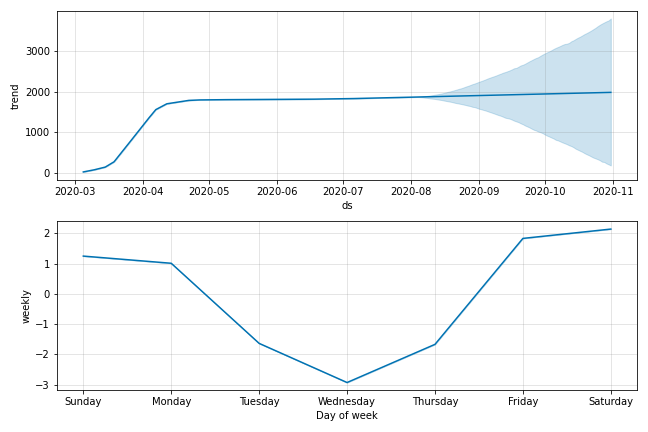 3000
2000
1000
0
trend
2020-03 2020-04 2020-05 2020-06 2020-07 2020-08 2020-09 2020-10 2020-11
ds
2
1
0
−1
−2
−3
weekly
Sunday Monday Tuesday Wednesday Thursday Friday Saturday
Day of week